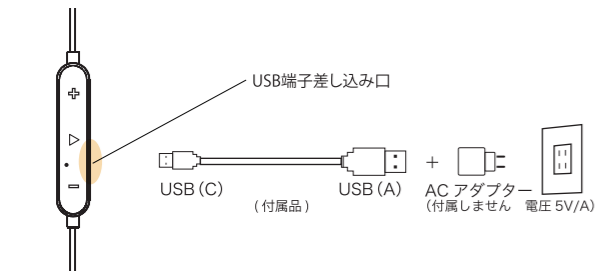 USB端子差し込み口
USB(C)
USB(A)
(付属品)
+
AC アダプター
(付属しません 電圧 5V/A)